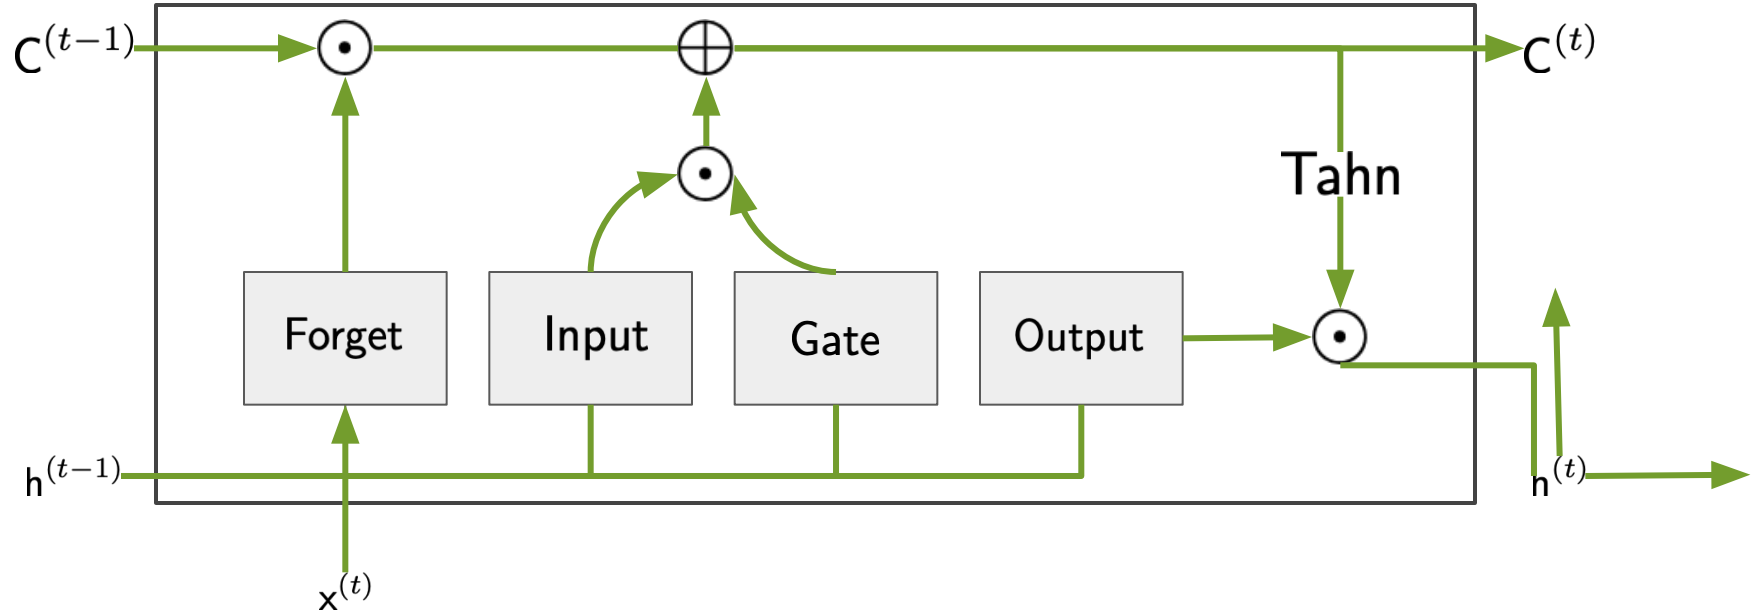 C^{(t−1)}
C^{(t)}
Tahn
Forget
Input
Gate
Output
h^{(t−1)}
h^{(t)}
x^{(t)}